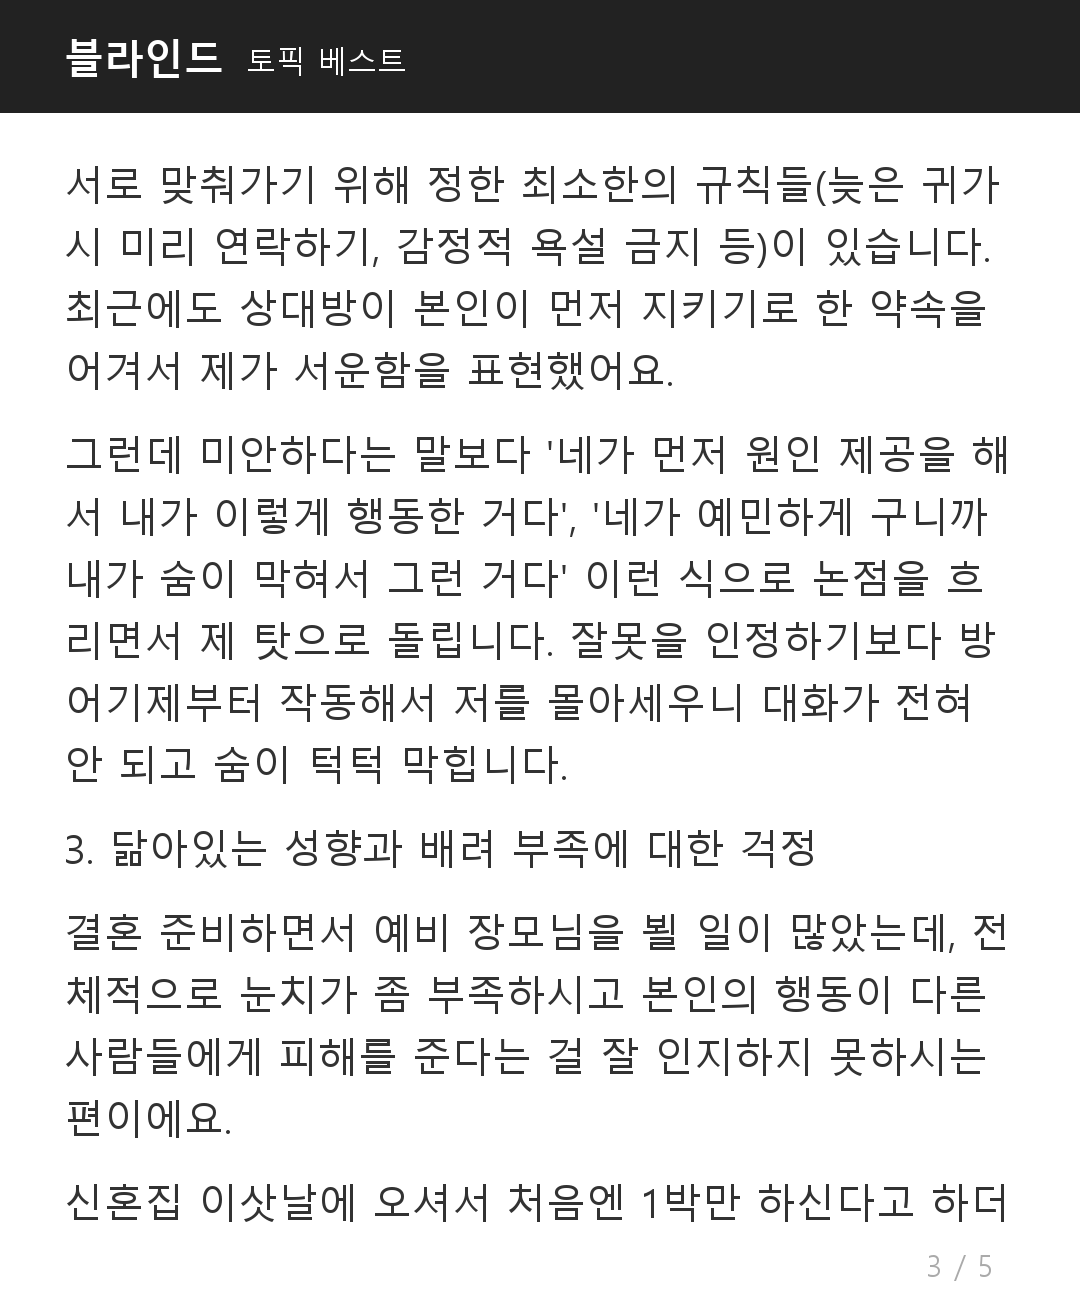 블라인드 토픽 베스트
서로 맞춰가기 위해 정한 최소한의 규칙들(늦은 귀가
시 미리 연락하기, 감정적 욕설 금지 등)이 있습니다.
최근에도 상대방이 본인이 먼저 지키기로 한 약속을
어겨서 제가 서운함을 표현했어요.
그런데 미안하다는 말보다 '네가 먼저 원인 제공을 해
서 내가 이렇게 행동한 거다', '네가 예민하게 구니까
내가 숨이 막혀서 그런 거다' 이런 식으로 논점을 흐
리면서 제 탓으로 돌립니다. 잘못을 인정하기보다 방
어기제부터 작동해서 저를 몰아세우니 대화가 전혀
안 되고 숨이 턱턱 막힙니다.
3. 닮아있는 성향과 배려 부족에 대한 걱정
결혼 준비하면서 예비 장모님을 뵐 일이 많았는데, 전
체적으로 눈치가 좀 부족하시고 본인의 행동이 다른
사람들에게 피해를 준다는 걸 잘 인지하지 못하시는
편이에요.
신혼집 이삿날에 오셔서 처음엔 1박만 하신다고 하더
3 / 5